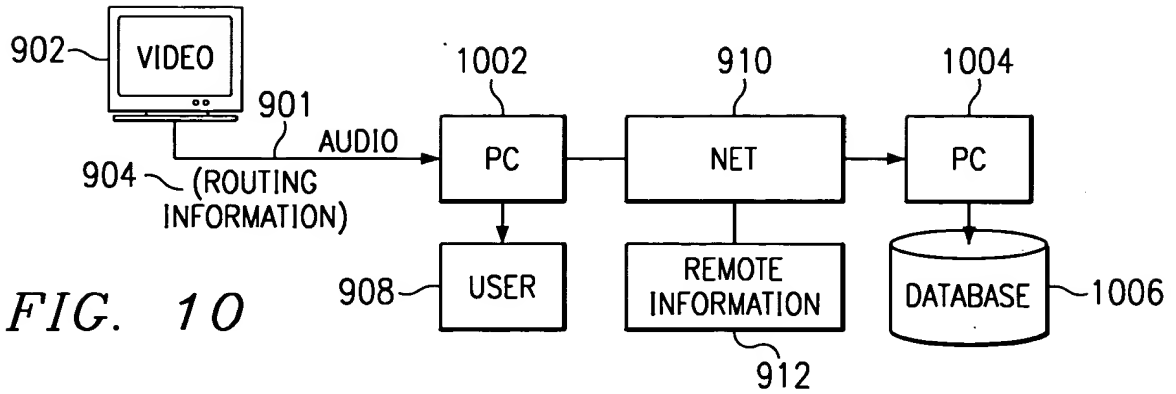 902
VIDEO
1002
910
1004
901
AUDIO
PC
NET
PC
904
(ROUTING
INFORMATION)
908
USER
REMOTE
INFORMATION
DATABASE
1006
FIG. 10
912